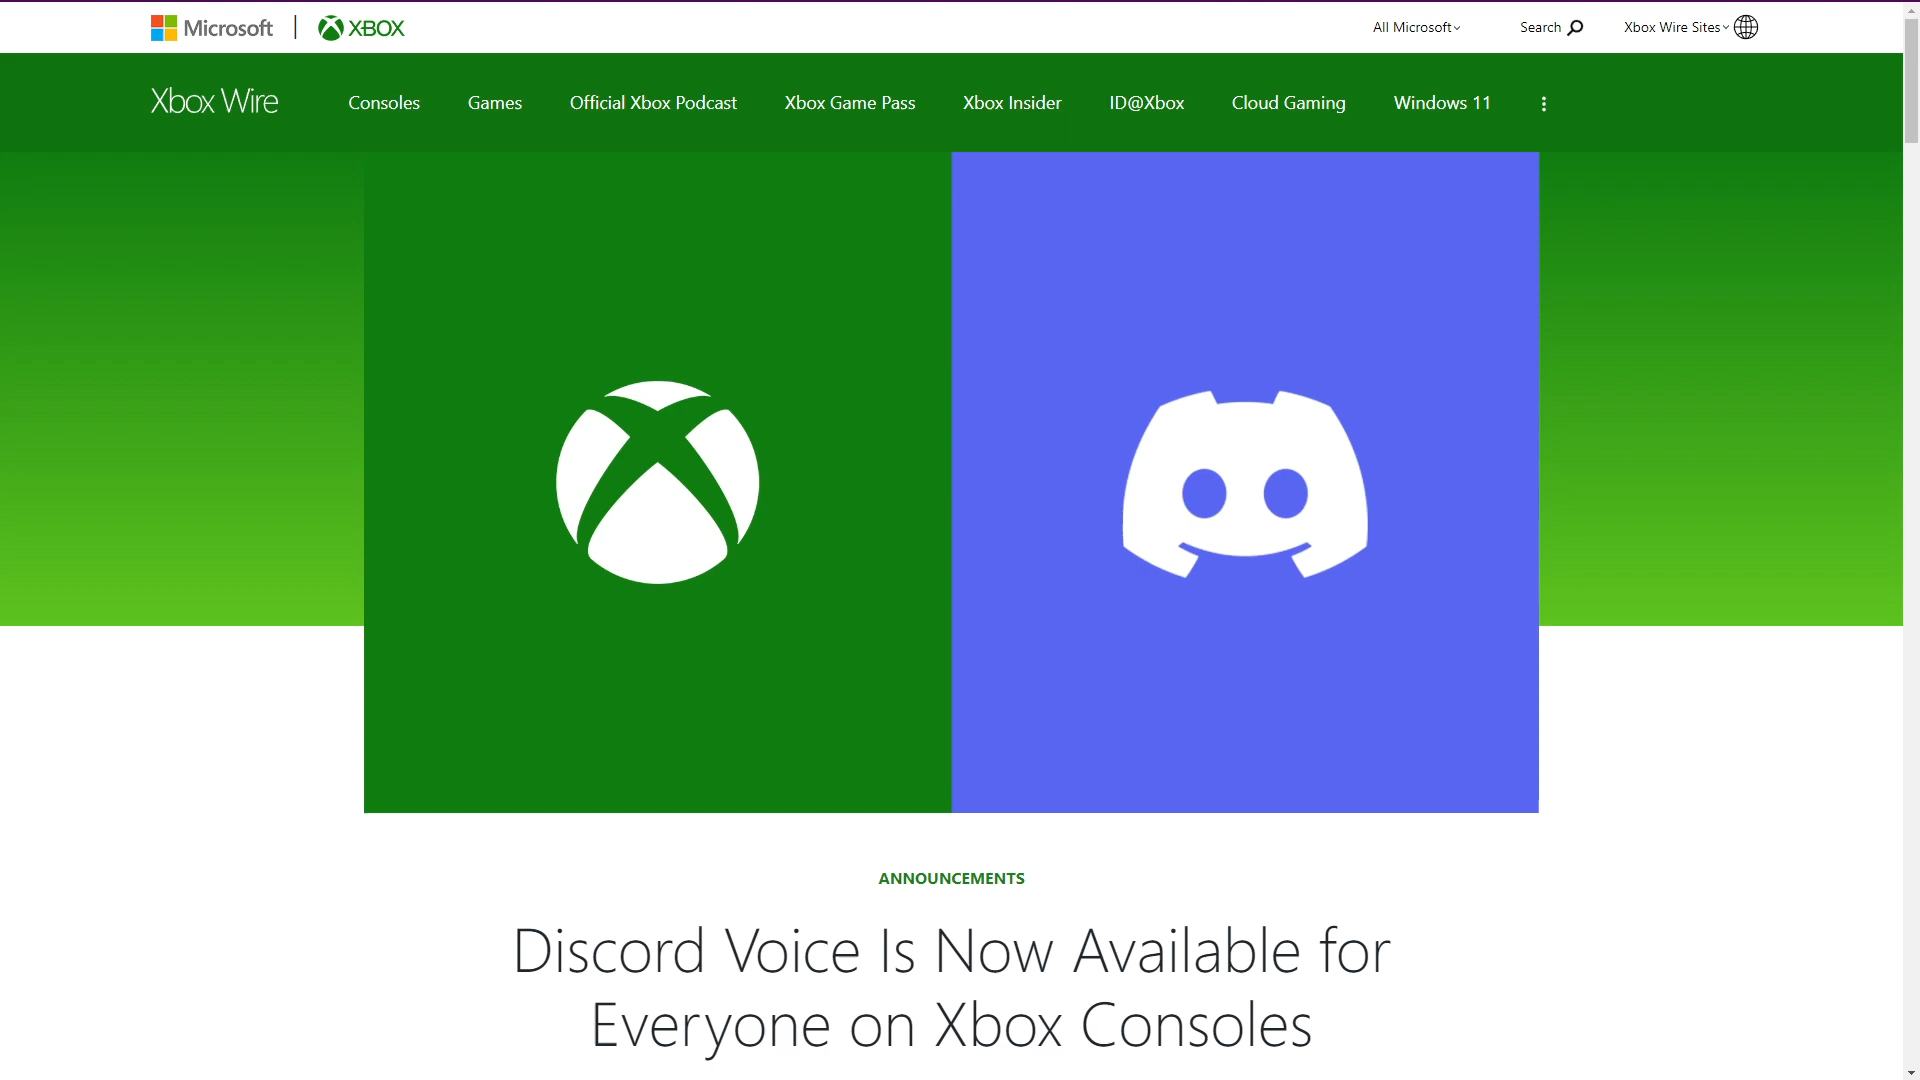 Microsoft | XBOX All Microsoft Search Xbox Wire Sites
Xbox Wire Consoles Games Official Xbox Podcast Xbox Game Pass Xbox Insider ID@Xbox Cloud Gaming Windows 11
ANNOUNCEMENTS
Discord Voice Is Now Available for
Everyone on Xbox Consoles